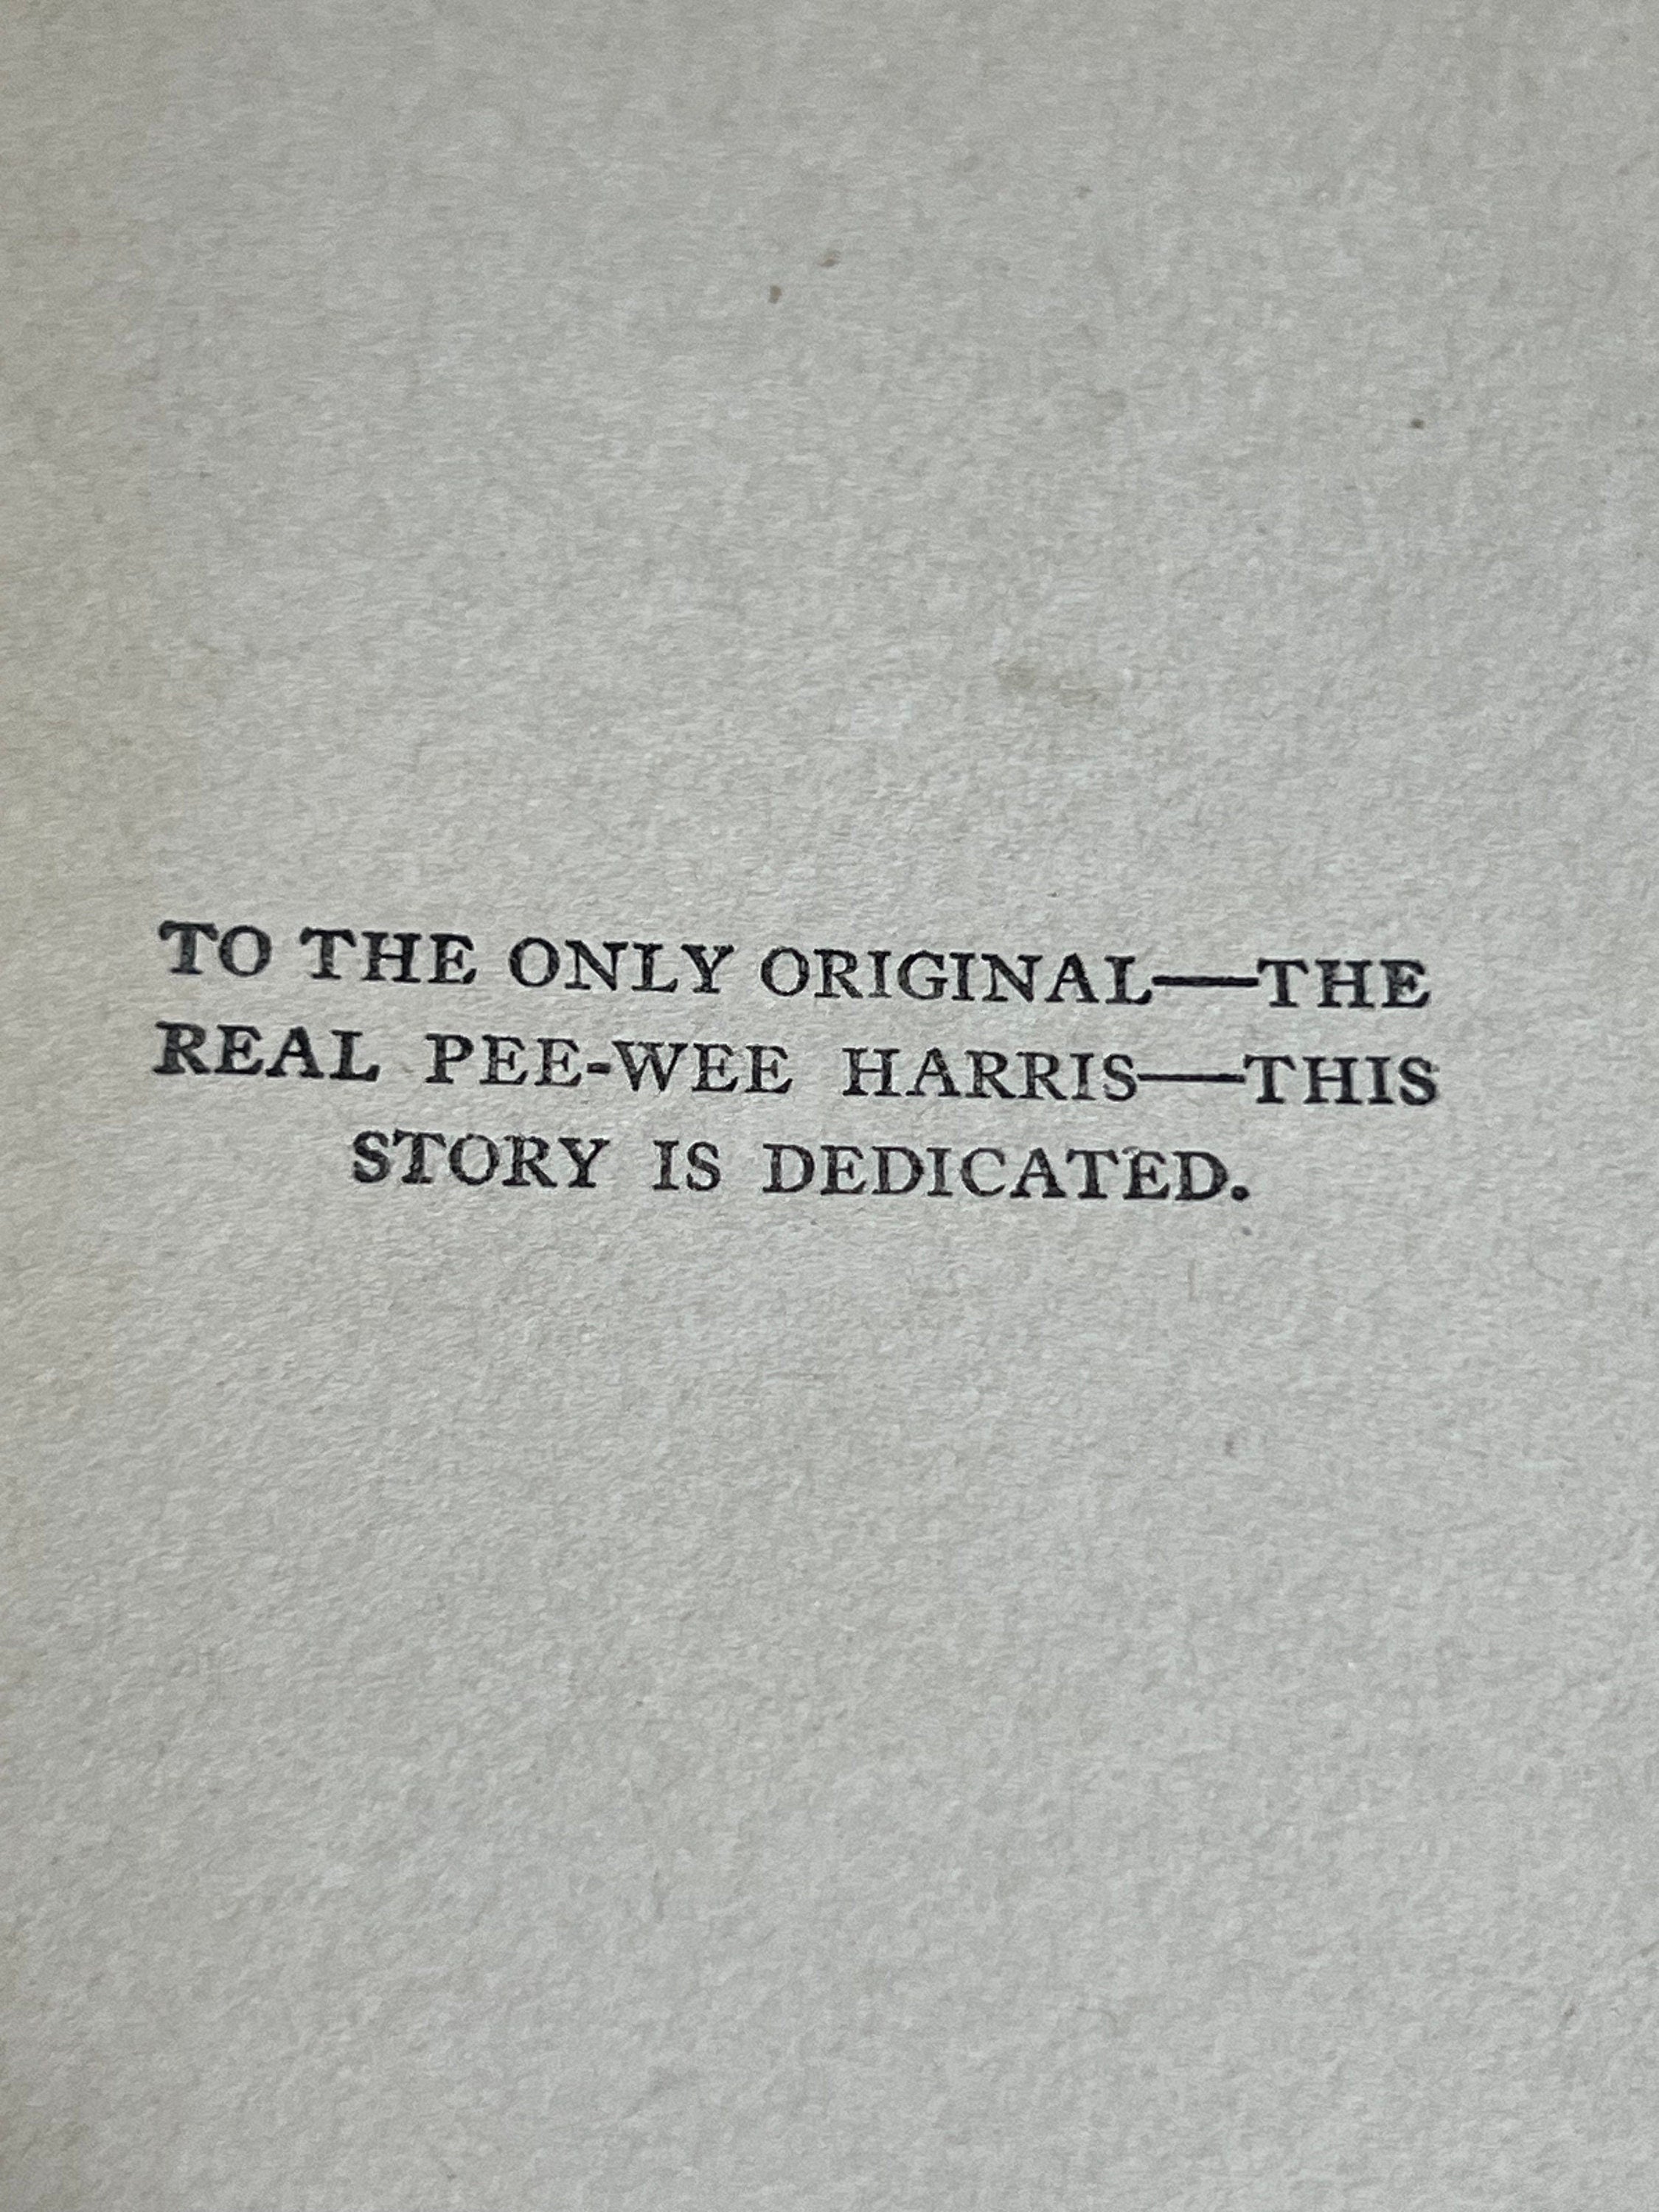 TO THE ONLY ORIGINAL—THE
REAL PEE-WEE HARRIS—THIS
STORY IS DEDICATED.